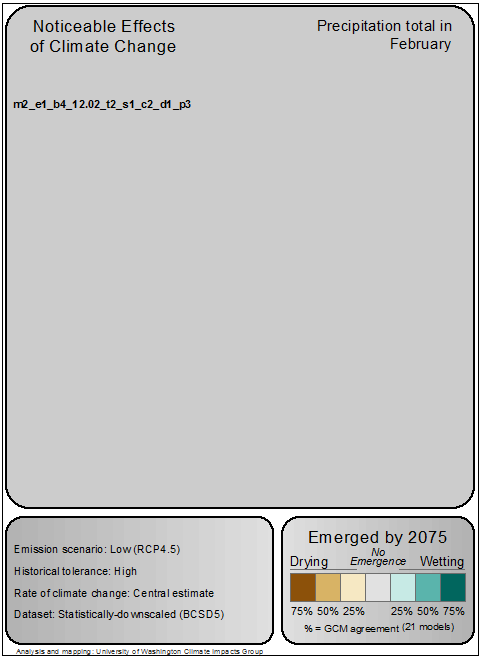 Noticeable Effects
of Climate Change
Precipitation total in
February
m2_e1_b4_12.02_t2_s1_c2_d1_p3
Emission scenario: Low (RCP4.5)
Historical tolerance: High
Rate of climate change: Central estimate
Dataset: Statistically-downscaled (BCSD5)
Emerged by 2075
Drying No Emergence Wetting
75% 50% 25% 25% 50% 75%
% = GCM agreement (21 models)
Analysis and mapping: University of Washington Climate Impacts Group